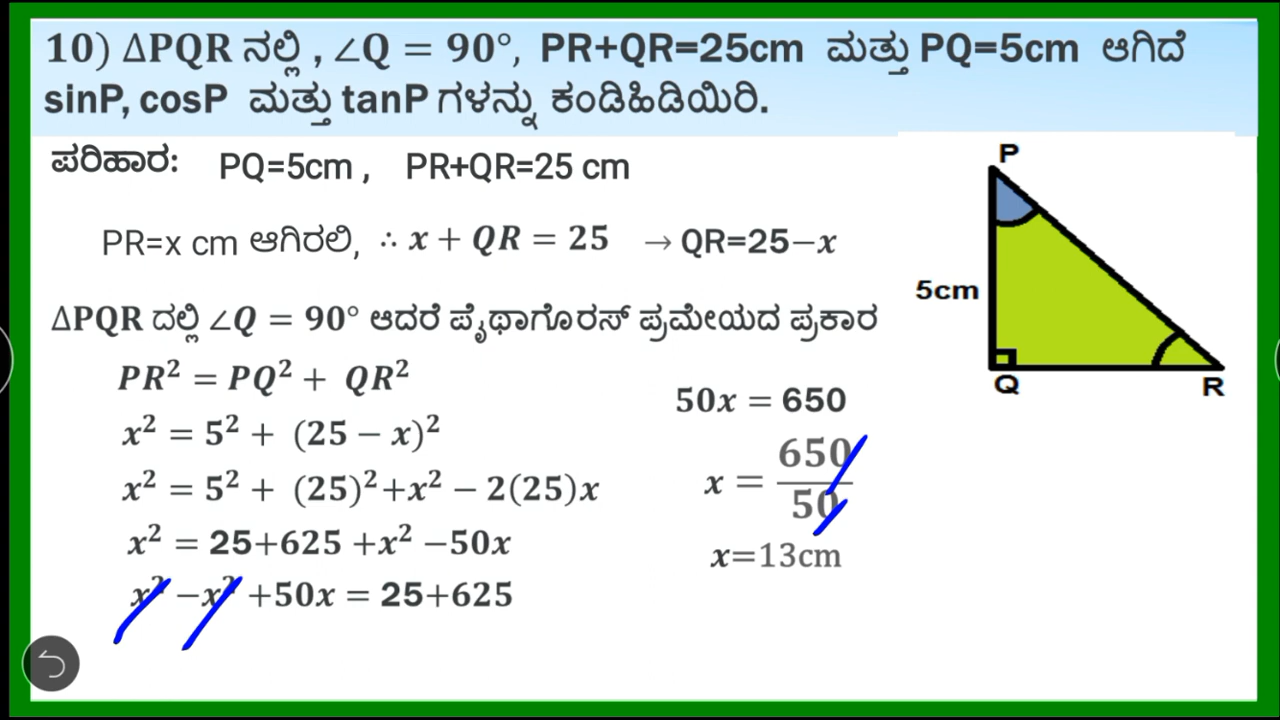 10) ΔPQR ನಲ್ಲಿ , ∠Q = 90°, PR+QR=25cm ಮತ್ತು PQ=5cm ಆಗಿದೆ
sinP, cosP ಮತ್ತು tanP ಗಳನ್ನು ಕಂಡಿಹಿಡಿಯಿರಿ.
ಪರಿಹಾರ: PQ=5cm , PR+QR=25 cm
PR=x cm ಆಗಿರಲಿ, ∴ x + QR = 25 → QR=25−x
ΔPQR ದಲ್ಲಿ ∠Q = 90° ಆದರೆ ಪೈಥಾಗೊರಸ್ ಪ್ರಮೇಯದ ಪ್ರಕಾರ
PR² = PQ² + QR²
x² = 5² + (25 − x)²
x² = 5² + (25)²+x² − 2(25)x
x² = 25+625 +x² −50x
x² −x² +50x = 25+625
50x = 650
x = 650/50
x=13cm
P
5cm
Q R